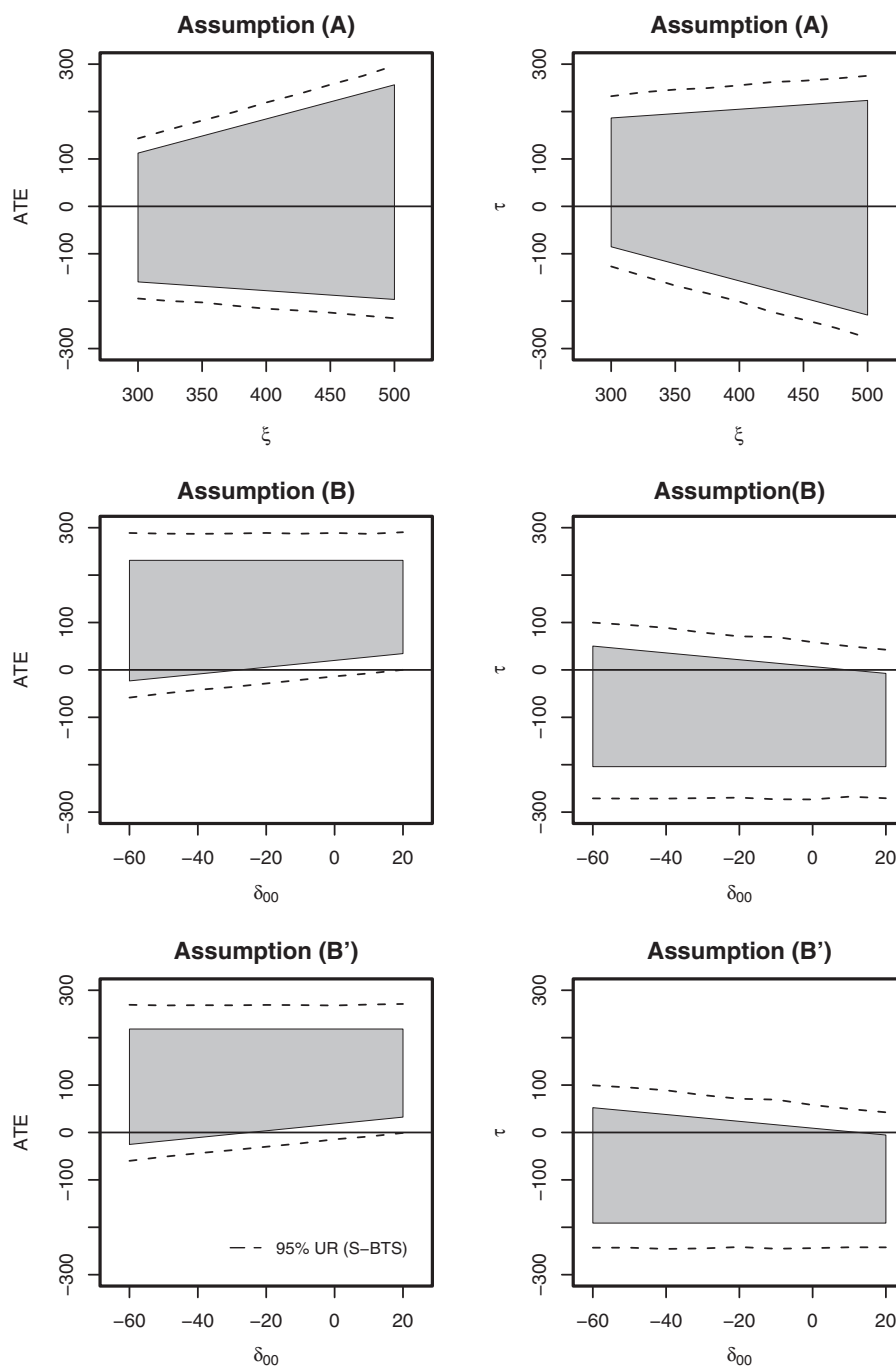 Assumption (A)
ATE
300
100
0
−100
−300
300 350 400 450 500
ξ
Assumption (A)
τ
300
100
0
−100
−300
300 350 400 450 500
ξ
Assumption (B)
ATE
300
100
0
−100
−300
−60 −40 −20 0 20
δ00
Assumption(B)
τ
300
100
0
−100
−300
−60 −40 −20 0 20
δ00
Assumption (B')
ATE
300
100
0
−100
−300
95% UR (S−BTS)
−60 −40 −20 0 20
δ00
Assumption (B')
τ
300
100
0
−100
−300
−60 −40 −20 0 20
δ00